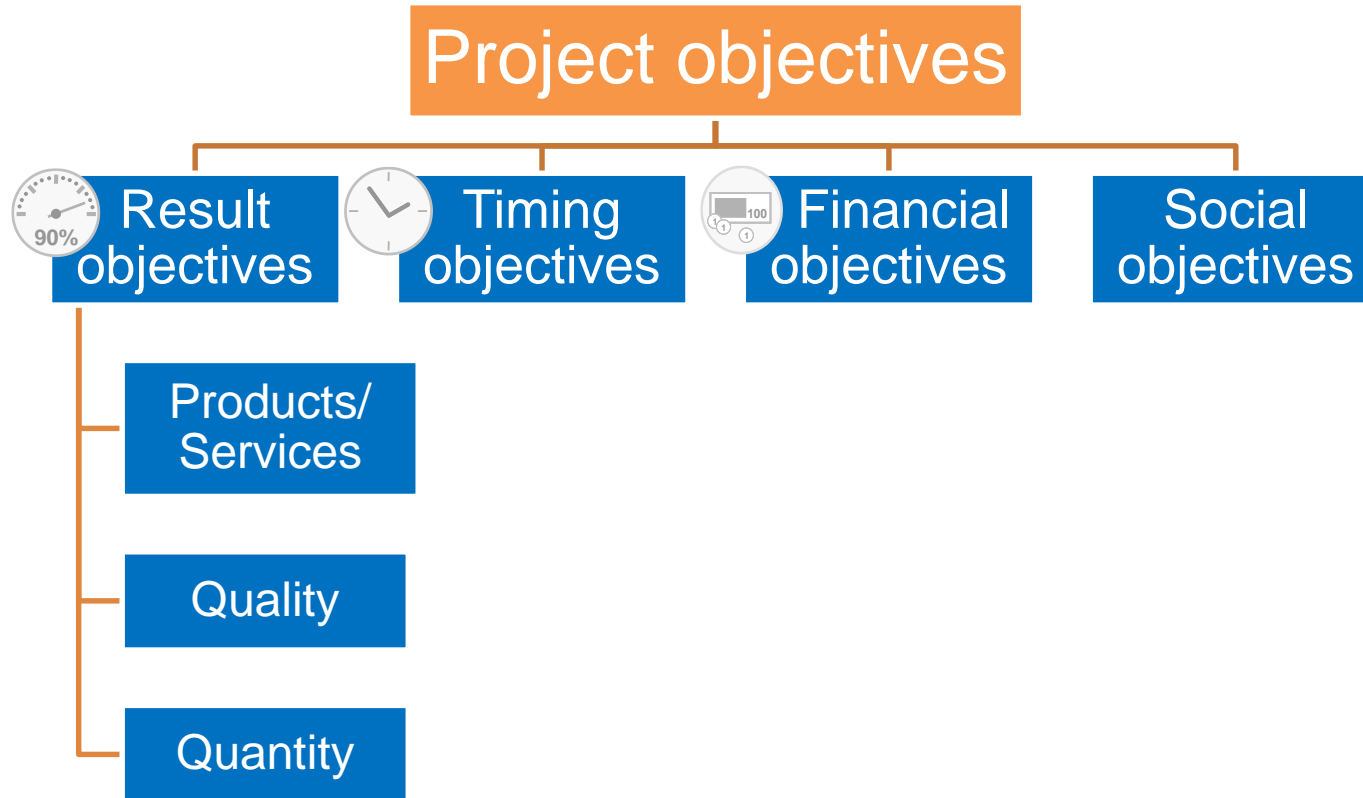 Project objectives
90%
Result
objectives
Timing
objectives
100
1
1
1
Financial
objectives
Social
objectives
Products/
Services
Quality
Quantity